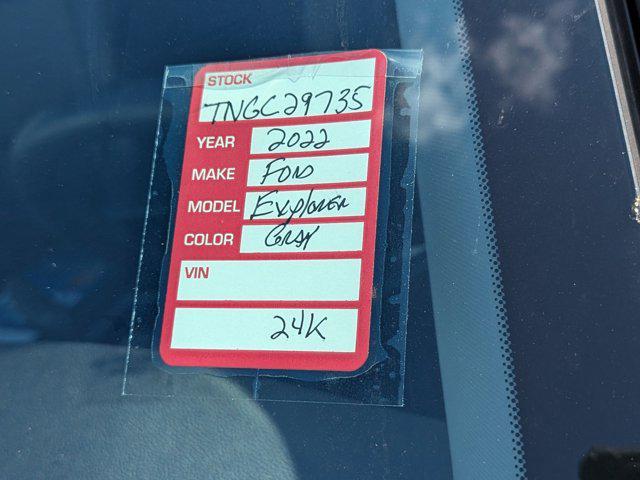 STOCK
TNGC29735
YEAR 2022
MAKE Ford
MODEL Explorer
COLOR Gray
VIN
24K